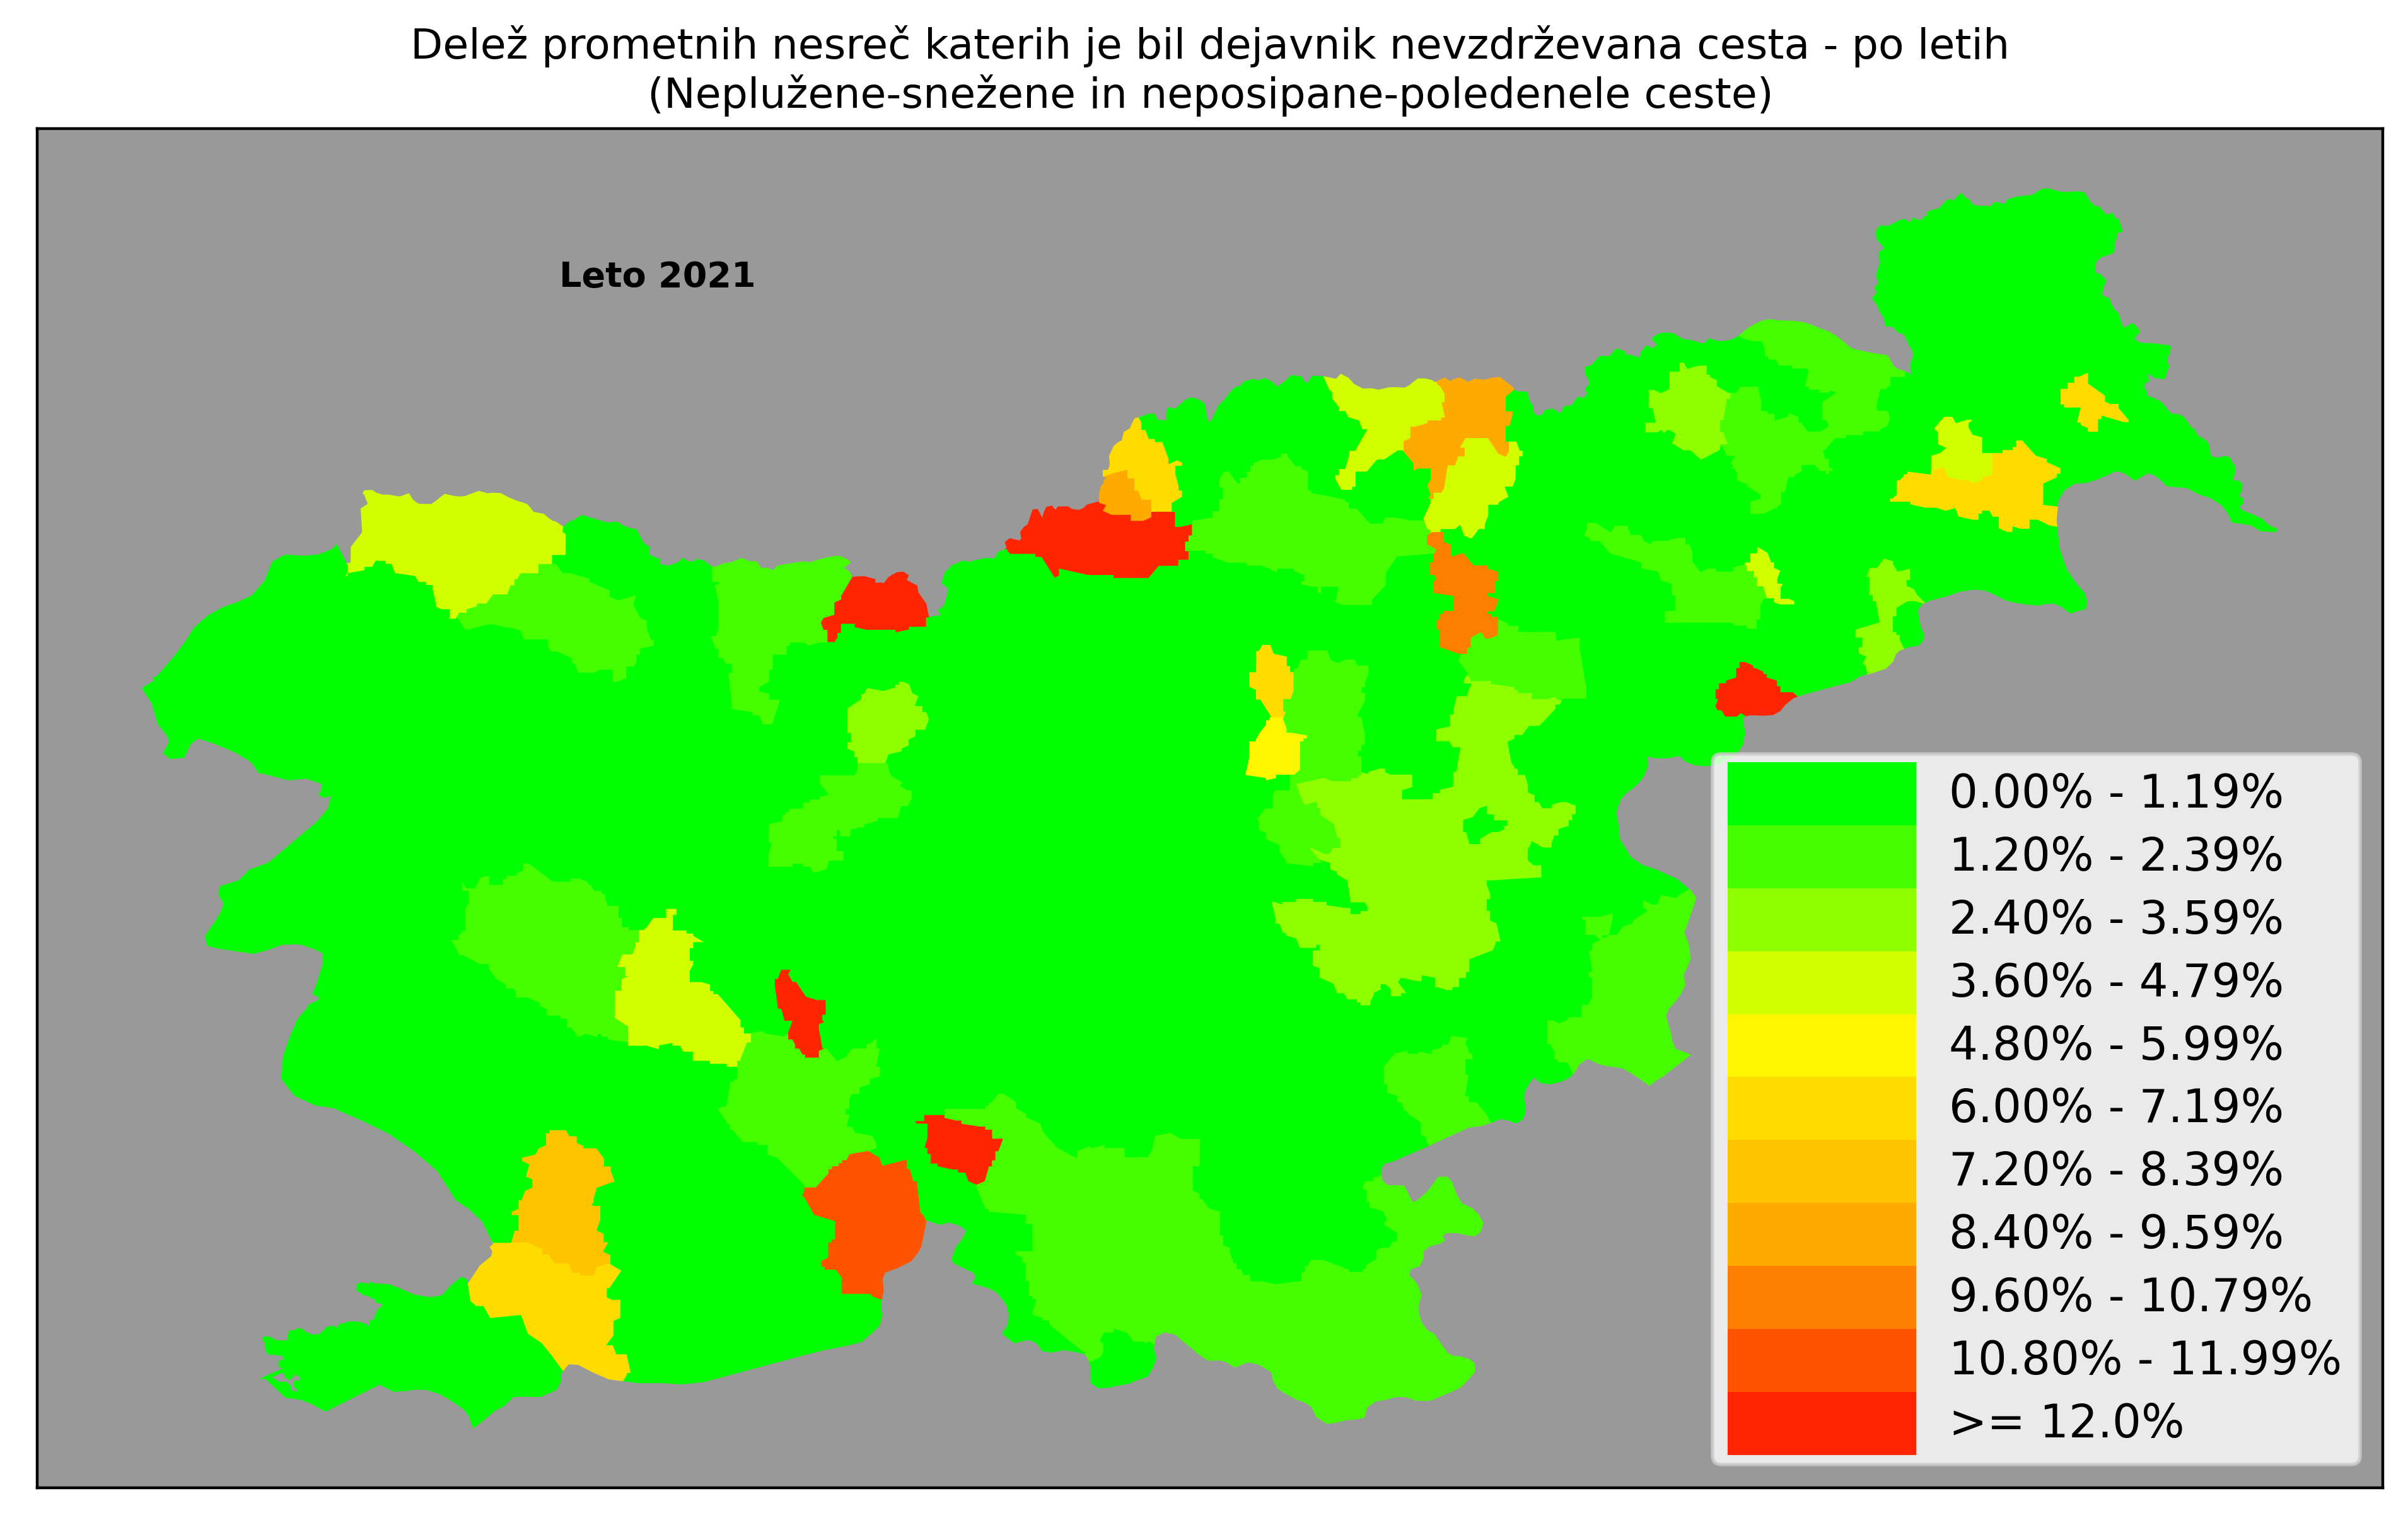 Delež prometnih nesreč katerih je bil dejavnik nevzdrževana cesta - po letih
(Neplužene-snežene in neposipane-poledenele ceste)
Leto 2021
0.00% - 1.19%
1.20% - 2.39%
2.40% - 3.59%
3.60% - 4.79%
4.80% - 5.99%
6.00% - 7.19%
7.20% - 8.39%
8.40% - 9.59%
9.60% - 10.79%
10.80% - 11.99%
>= 12.0%